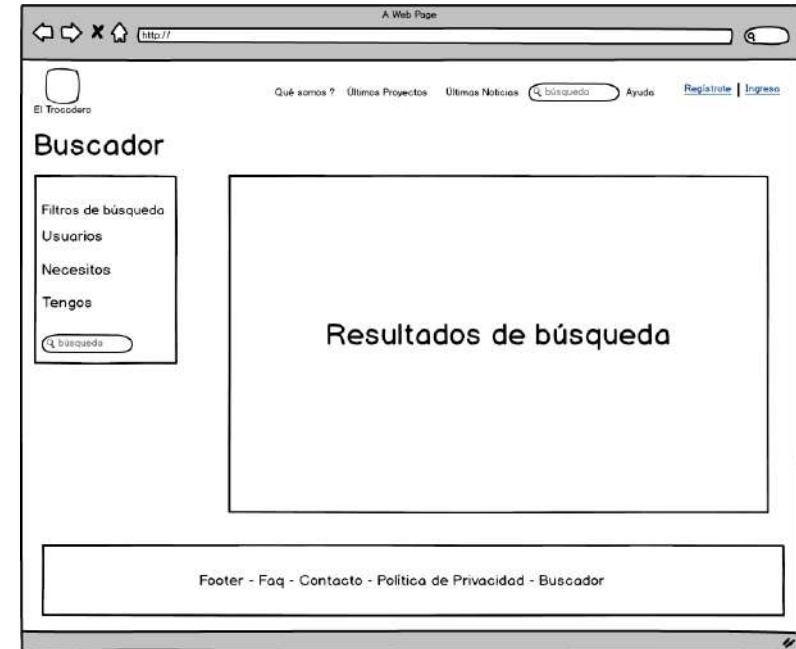 A Web Page
http://
El Trocadero
Qué somos ? Últimos Proyectos Últimas Noticias búsqueda Ayuda Regístrate | Ingresa
Buscador
Filtros de búsqueda
Usuarios
Necesitos
Tengos
búsqueda
Resultados de búsqueda
Footer - Faq - Contacto - Política de Privacidad - Buscador